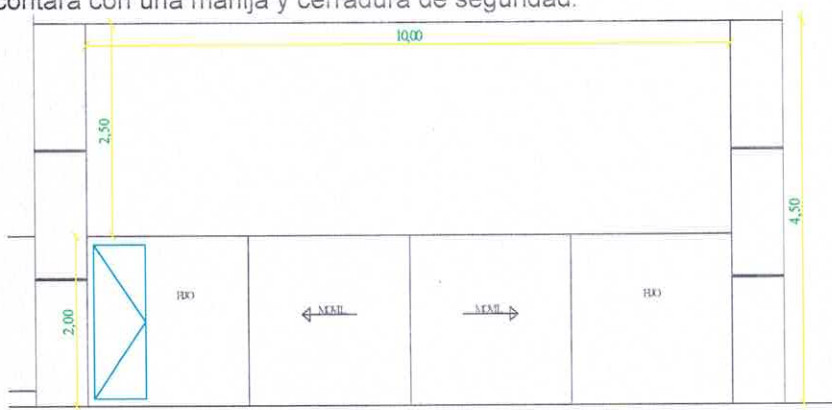 contará con una manija y cerradura de seguridad.
10,00
2,50
4,50
FIJO
MOVIL
MOVIL
FIJO
2,00